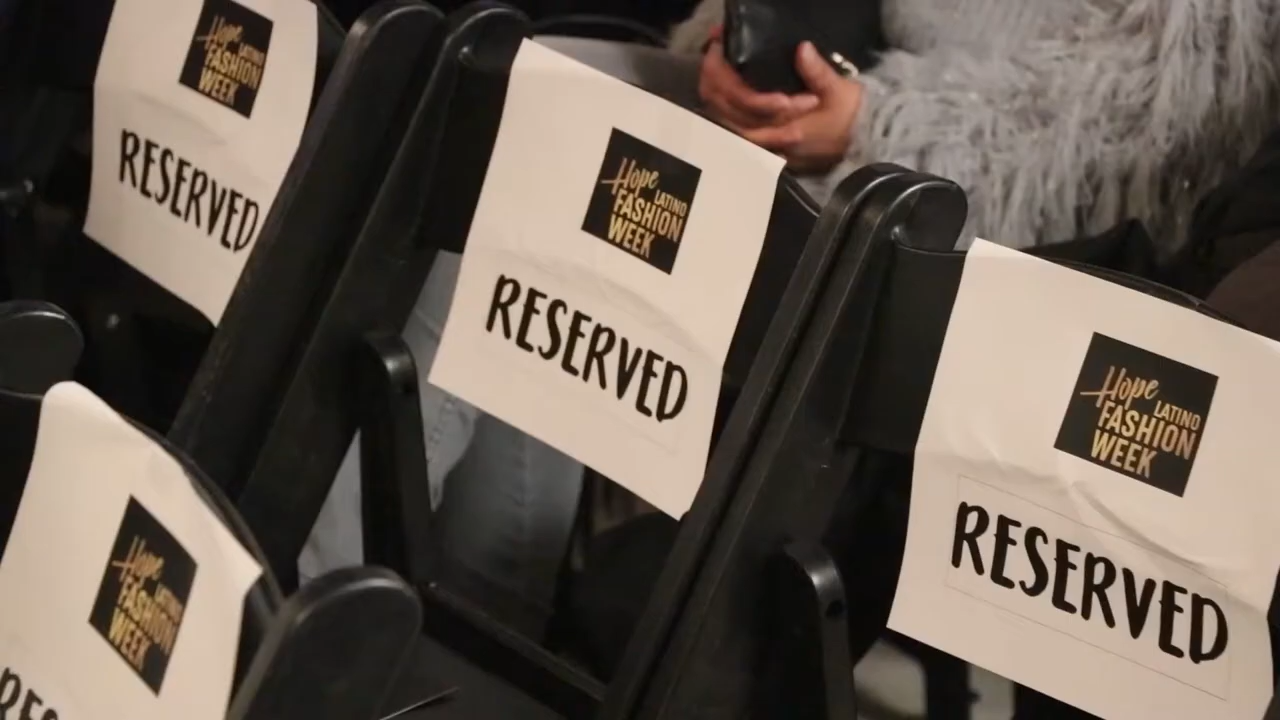 Hope
LATINO
FASHION
WEEK
RESERVED
Hope
LATINO
FASHION
WEEK
RESERVED
Hope
LATINO
FASHION
WEEK
RESERVED
Hope
LATINO
FASHION
WEEK